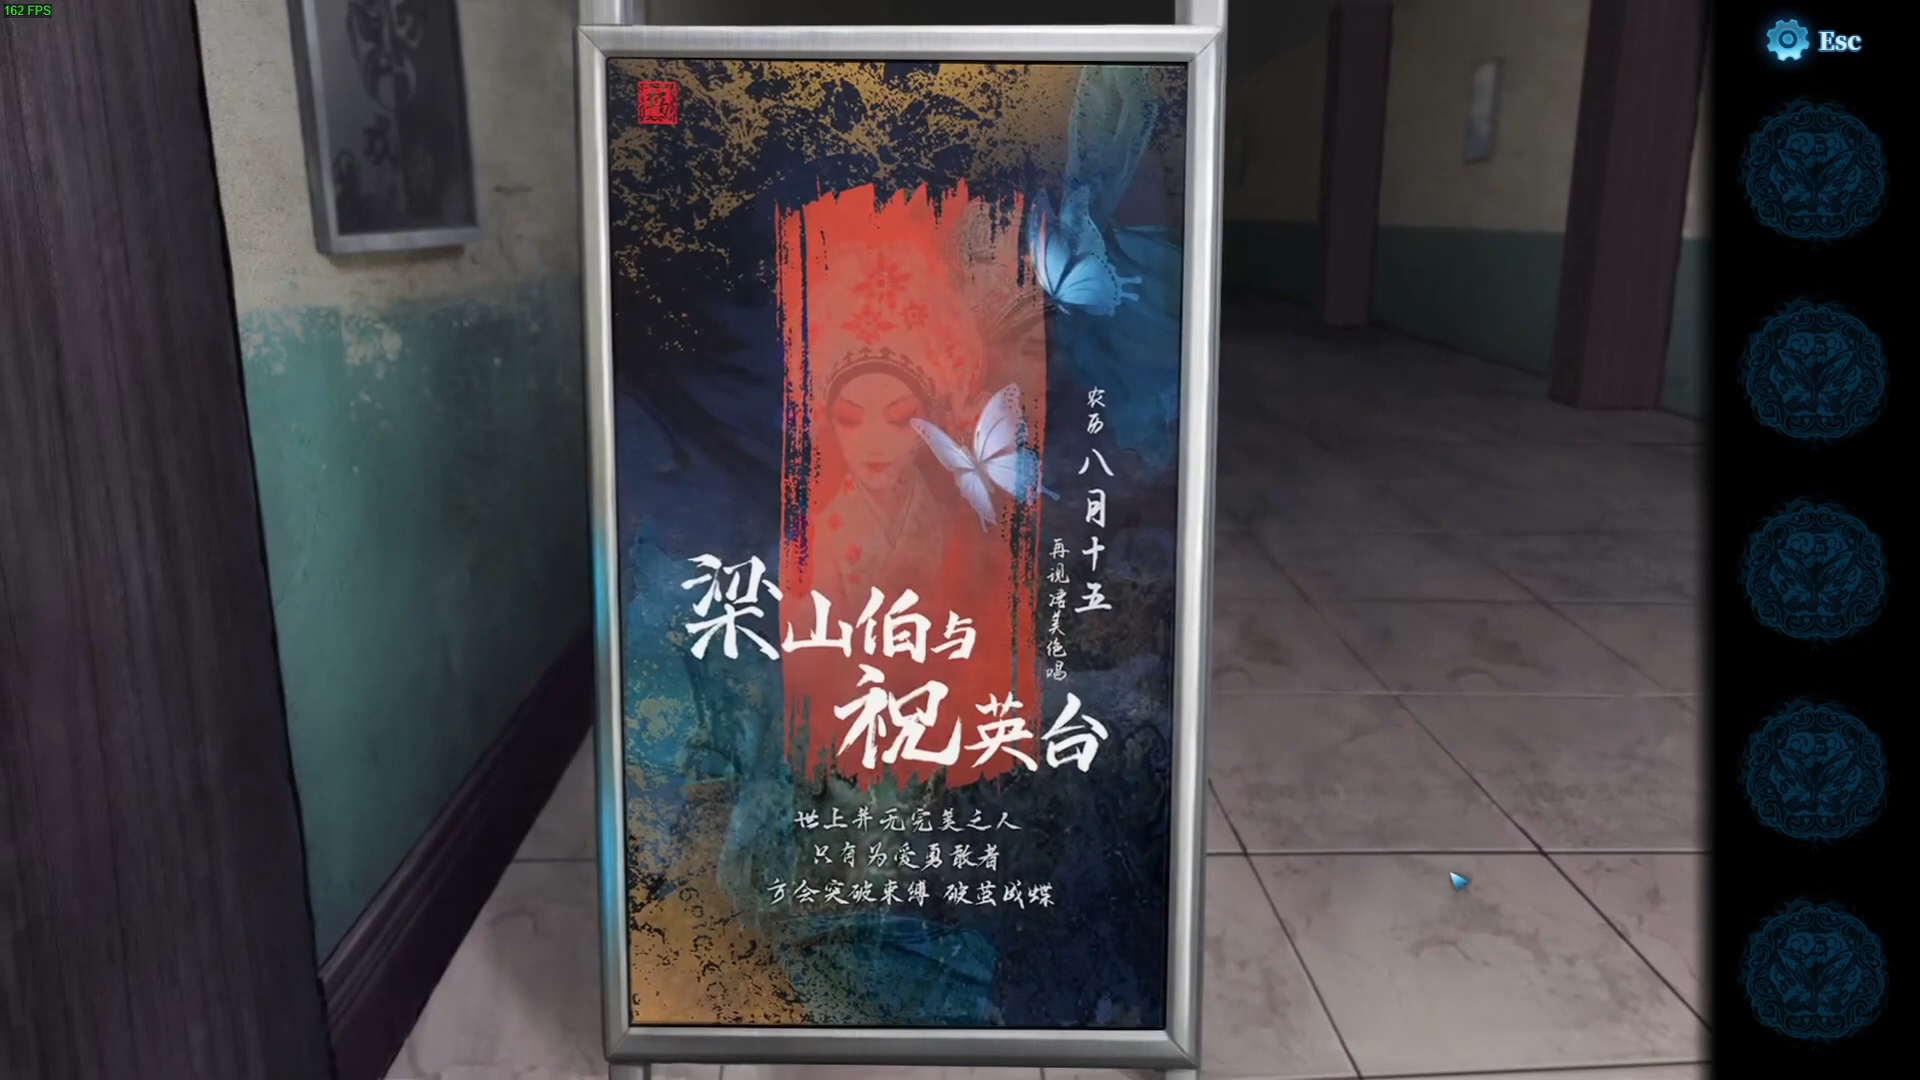 162 FPS
Esc
农历
八月十五
再现凄美绝唱
梁山伯与
祝英台
世上并无完美之人
只有为爱勇敢者
方会突破束缚 破茧成蝶